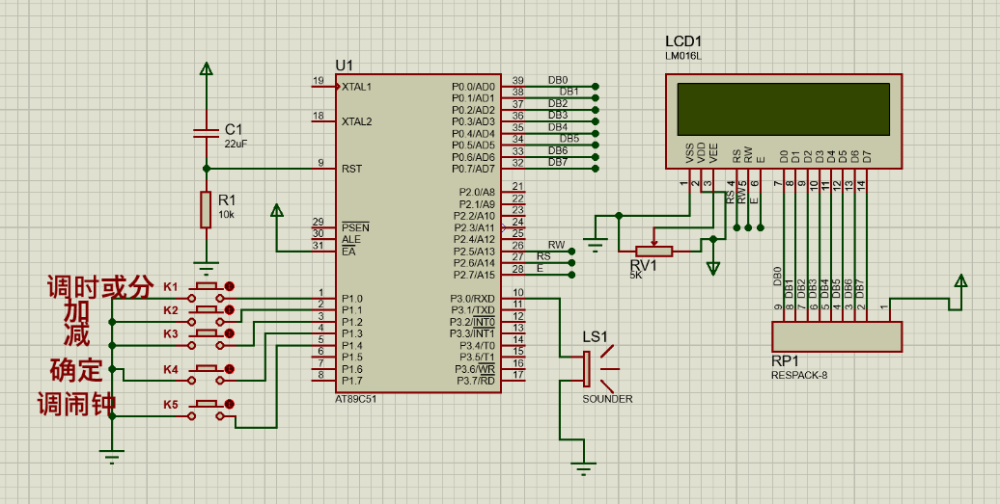 U1
19
XTAL1
18
XTAL2
9
RST
29
PSEN
30
ALE
31
EA
1
P1.0
2
P1.1
3
P1.2
4
P1.3
5
P1.4
6
P1.5
7
P1.6
8
P1.7
P0.0/AD0
39
DB0
P0.1/AD1
38
DB1
P0.2/AD2
37
DB2
P0.3/AD3
36
DB3
P0.4/AD4
35
DB4
P0.5/AD5
34
DB5
P0.6/AD6
33
DB6
P0.7/AD7
32
DB7
P2.0/A8
21
P2.1/A9
22
P2.2/A10
23
P2.3/A11
24
P2.4/A12
25
P2.5/A13
26
RW
P2.6/A14
27
RS
P2.7/A15
28
E
P3.0/RXD
10
P3.1/TXD
11
P3.2/INT0
12
P3.3/INT1
13
P3.4/T0
14
P3.5/T1
15
P3.6/WR
16
P3.7/RD
17
AT89C51
C1
22uF
R1
10k
调时或分
K1
加
K2
减
K3
确定
K4
调闹钟
K5
LCD1
LM016L
VSS
VDD
VEE
RS
RW
E
D0
D1
D2
D3
D4
D5
D6
D7
1
2
3
4
5
6
7
8
9
10
11
12
13
14
RS
RW
E
RV1
5K
DB0
DB1
DB2
DB3
DB4
DB5
DB6
DB7
9
8
7
6
5
4
3
2
1
RP1
RESPACK-8
LS1
SOUNDER